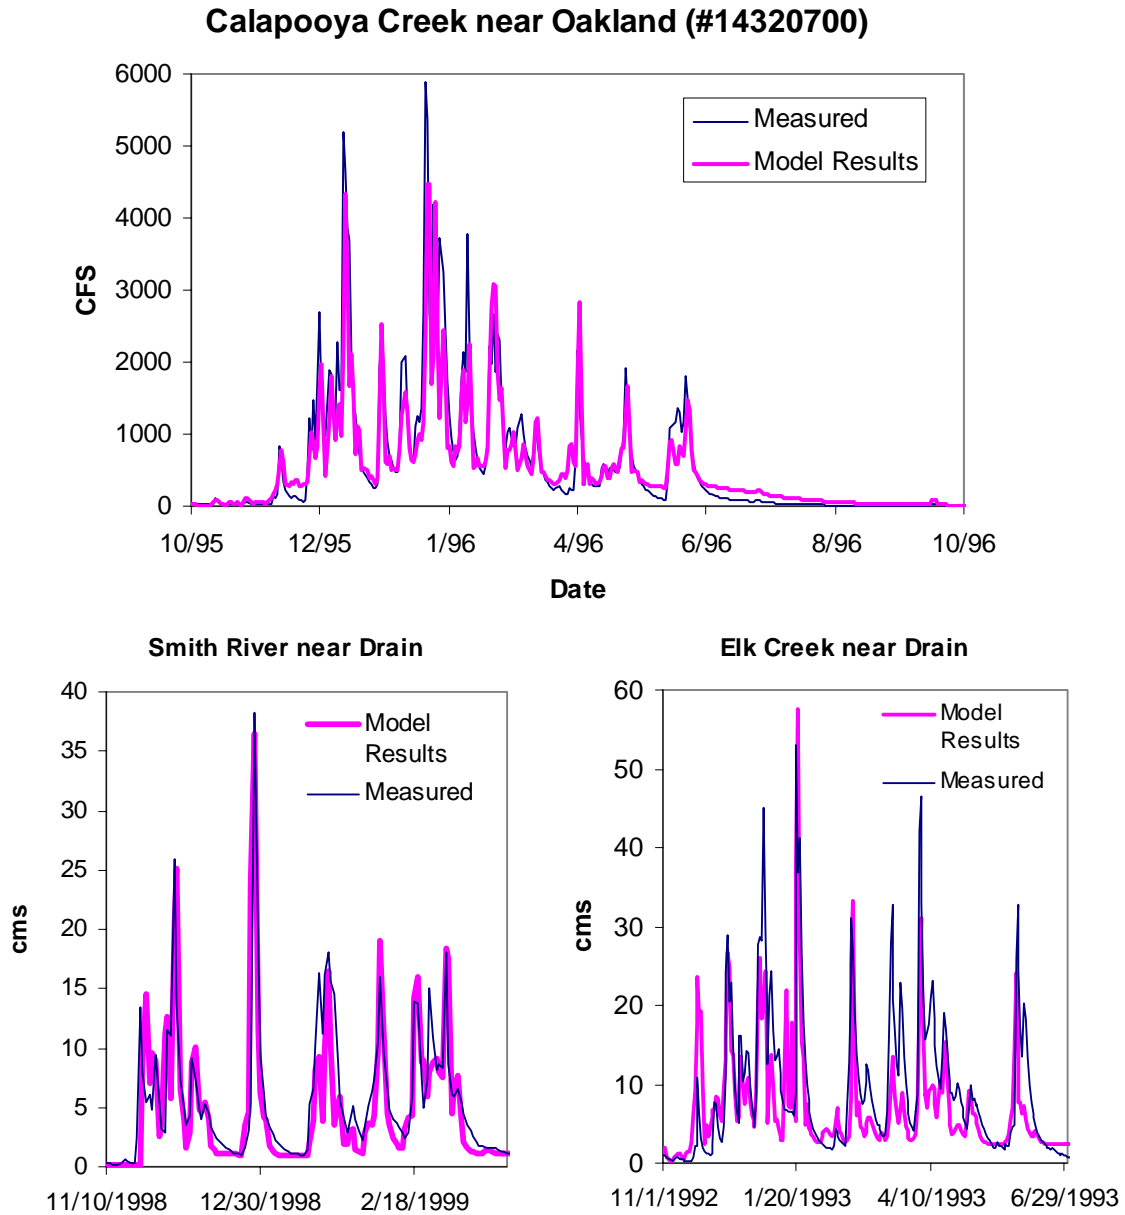 Calapooya Creek near Oakland (#14320700)
6000
5000
4000
3000
2000
1000
0
CFS
Measured
Model Results
10/95
12/95
1/96
4/96
6/96
8/96
10/96
Date
Smith River near Drain
40
35
30
25
20
15
10
5
0
cms
Model
Results
Measured
11/10/1998
12/30/1998
2/18/1999
Elk Creek near Drain
60
50
40
30
20
10
0
cms
Model
Results
Measured
11/1/1992
1/20/1993
4/10/1993
6/29/1993